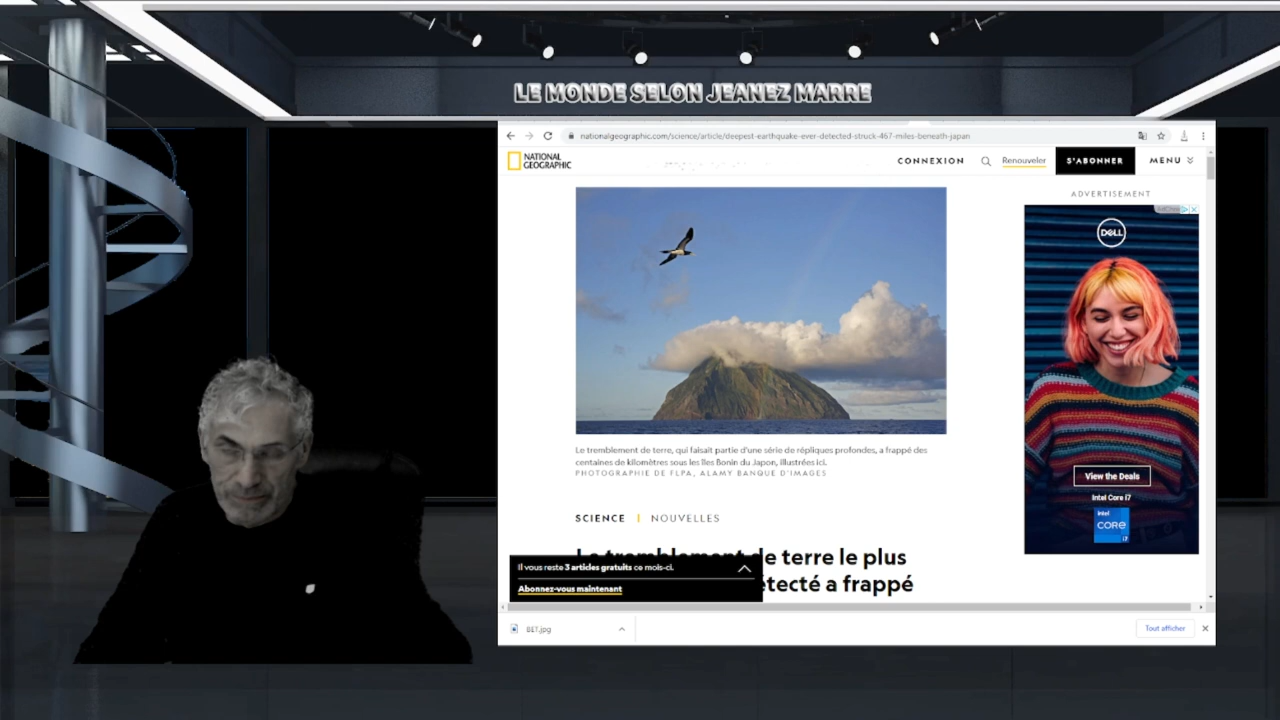 LE MONDE SELON JEANEZ MARRE
nationalgeographic.com/science/article/deepest-earthquake-ever-detected-struck-467-miles-beneath-japan
NATIONAL
GEOGRAPHIC
CONNEXION
Renouveler
S'ABONNER
MENU
ADVERTISEMENT
DELL
Le tremblement de terre, qui faisait partie d'une série de répliques profondes, a frappé des
centaines de kilomètres sous les îles Bonin du Japon, illustrées ici.
PHOTOGRAPHIE DE FLPA, ALAMY BANQUE D'IMAGES
View the Deals
Intel Core i7
intel
CORE
i7
SCIENCE | NOUVELLES
Le tremblement de terre le plus
étecté a frappé
Il vous reste 3 articles gratuits ce mois-ci.
Abonnez-vous maintenant
BET.jpg
Tout afficher